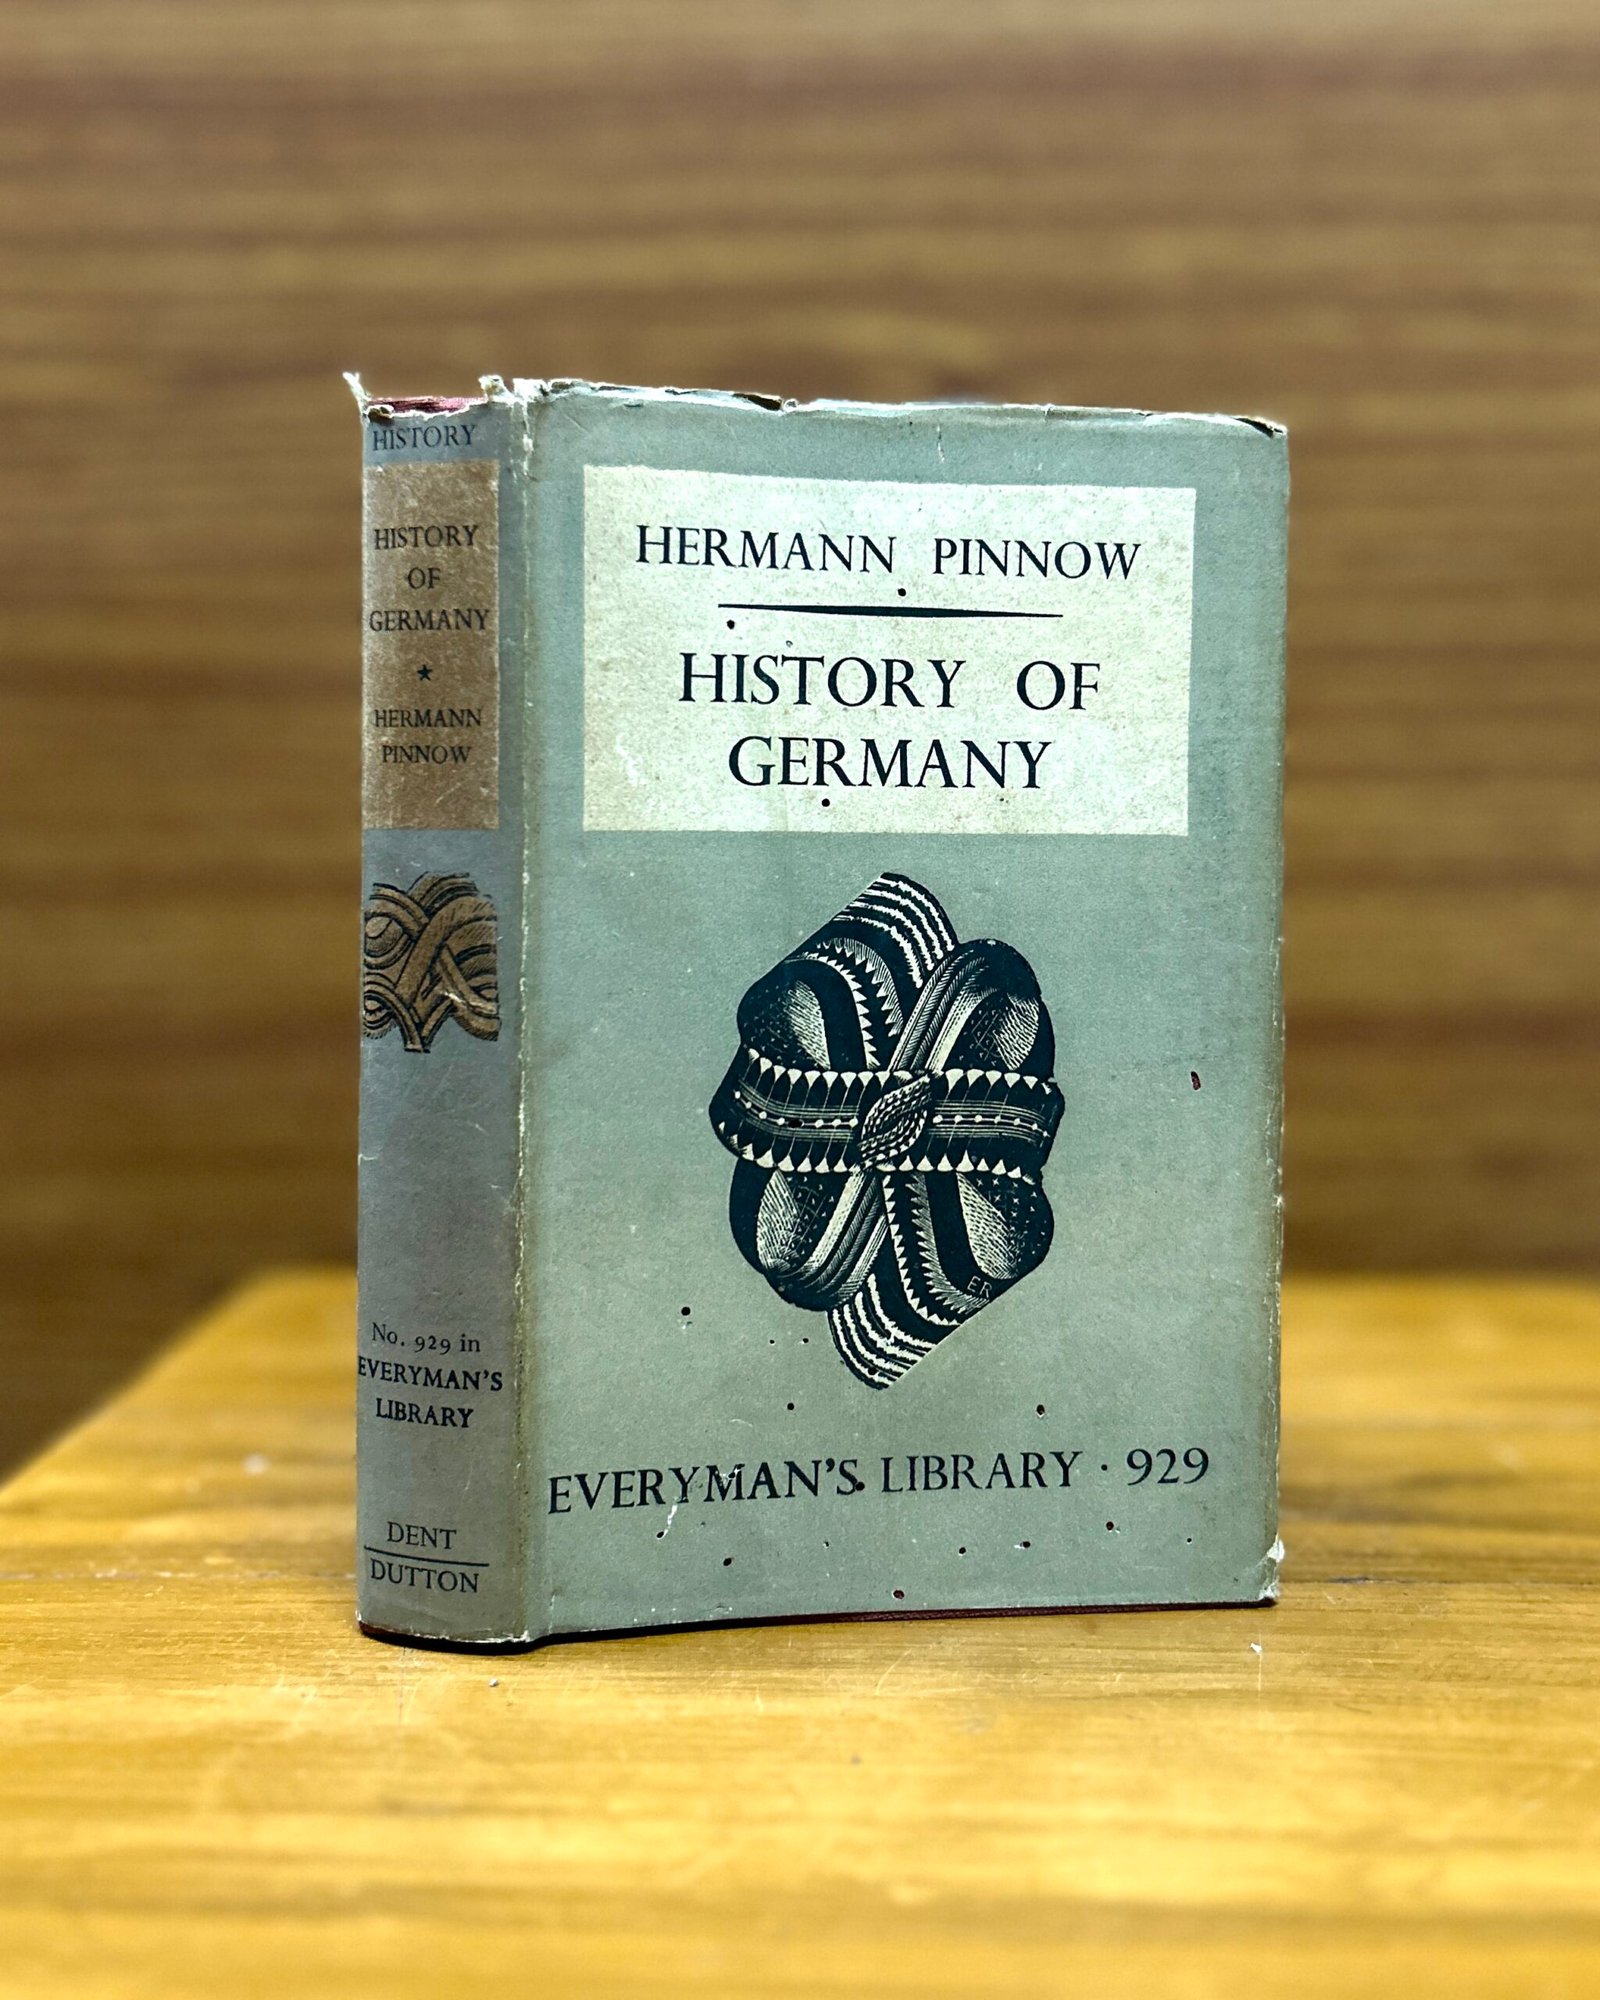 HISTORY
HISTORY
OF
GERMANY
★
HERMANN
PINNOW
No. 929 in
EVERYMAN'S
LIBRARY
DENT
DUTTON
HERMANN PINNOW
HISTORY OF
GERMANY
ER
EVERYMAN'S LIBRARY · 929